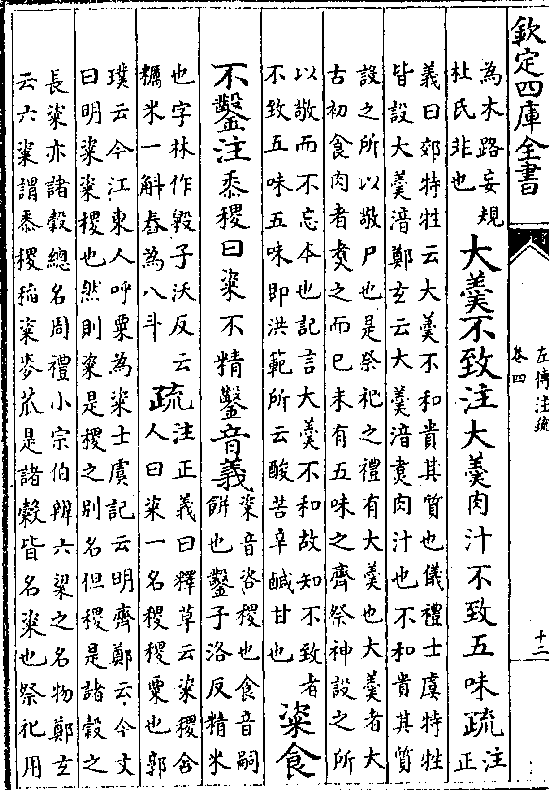 欽定四庫全書
左傳注疏
卷四
十二
為木路妄規
杜氏非也
大羹不致注大羹肉汁不致五味疏
注
正
義曰郊特牲云大羹不和貴其質也儀禮士虞特牲
皆設大羹湆鄭玄云大羹湆煑肉汁也不和貴其質
設之所以敬尸也是祭祀之禮有大羹也大羹者大
古初食肉者煑之而已未有五味之齊祭神設之所
以敬而不忘本也記言大羹不和故知不致者
不致五味五味即洪範所云酸苦辛鹹甘也
粢食
不鑿注黍稷曰粢不精鑿音義
粢音咨稷也食音嗣
餅也鑿子洛反精米
也字林作毇子沃反云
糲米一斛舂為八斗
疏
注正義曰釋草云粢稷舍
人曰粢一名稷稷粟也郭
璞云今江東人呼粟為粢士虞記云明齊鄭云今文
曰明粢粢稷也然則粢是稷之别名但稷是諸穀之
長粢亦諸穀總名周禮小宗伯辨六粢之名物鄭玄
云六粢謂黍稷稻粱麥苽是諸穀皆名粢也祭祀用